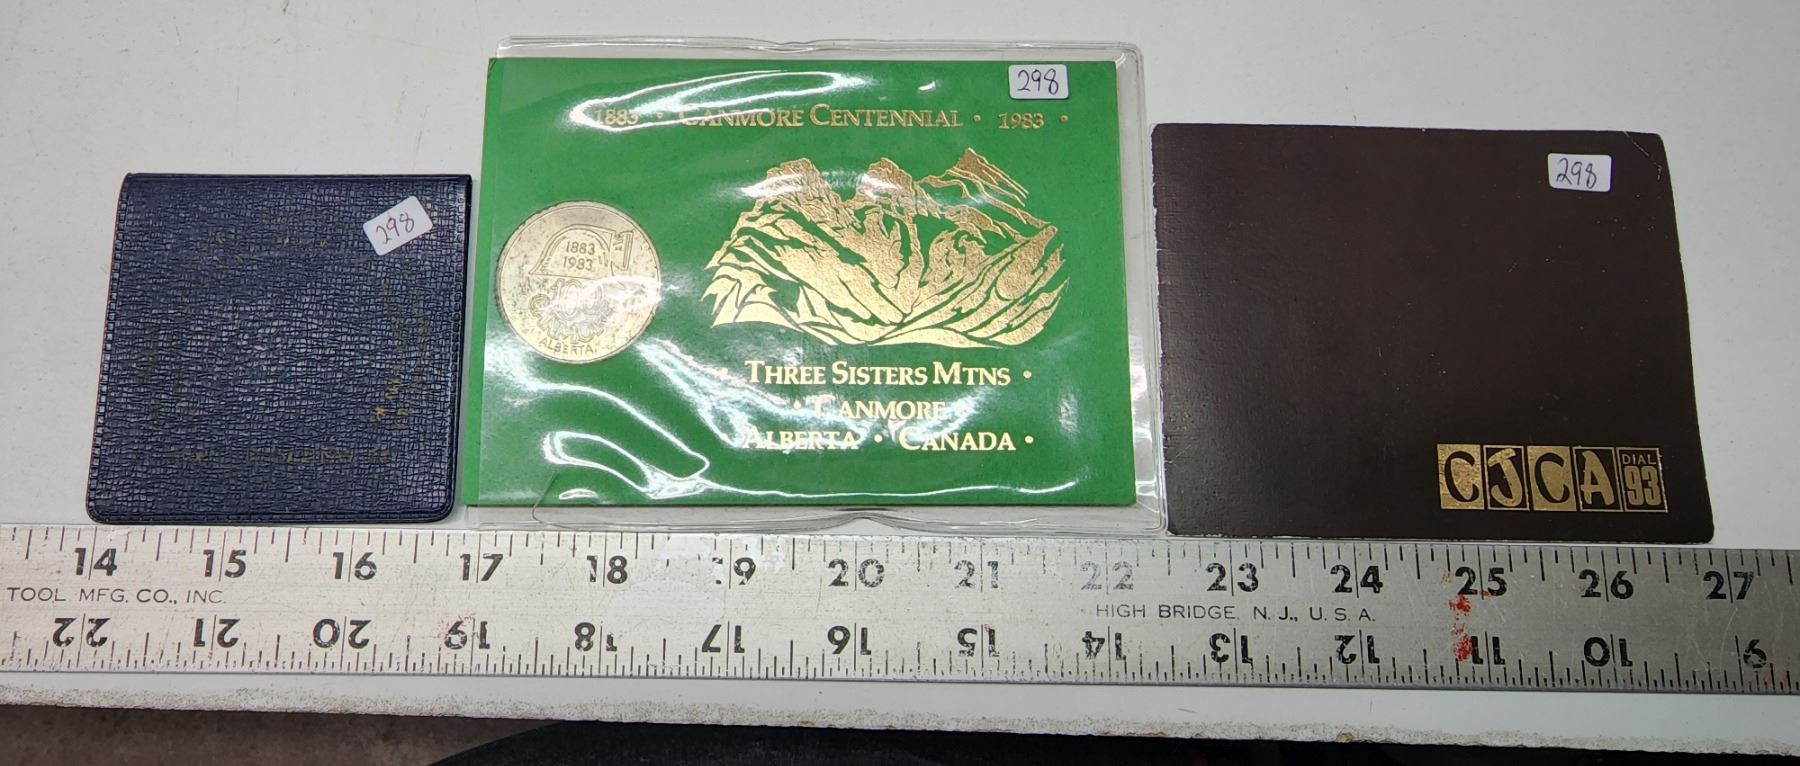 298
298
1883 • CANMORE CENTENNIAL • 1983 •
1883
1983
100
ALBERTA
• THREE SISTERS MTNS •
• CANMORE •
• ALBERTA • CANADA •
298
CJCA DIAL 93
14 15 16 17 18 19 20 21 22 23 24 25 26 27
TOOL MFG. CO., INC.
HIGH BRIDGE, N. J., U. S. A.
22 21 20 19 18 17 16 15 14 13 12 11 10 9